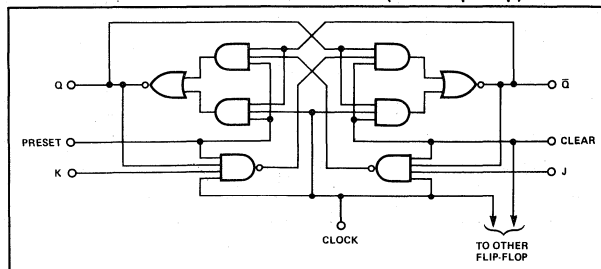 Q
Q̄
PRESET
CLEAR
K
J
CLOCK
TO OTHER
FLIP-FLOP